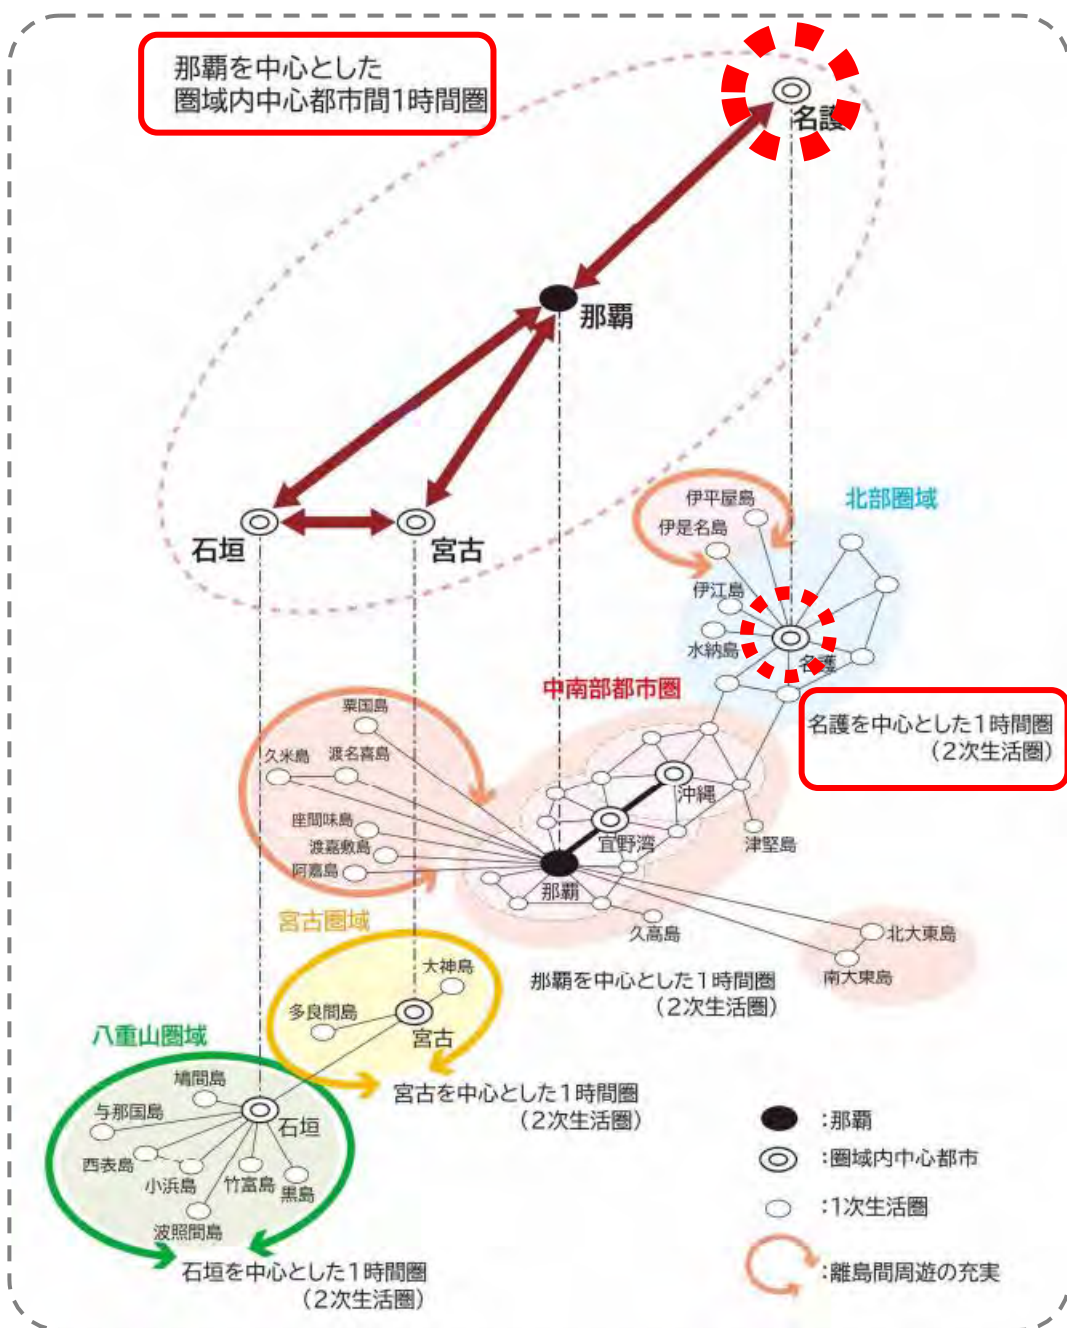 那覇を中心とした
圏域内中心都市間1時間圏
名護
那覇
石垣
宮古
伊平屋島
北部圏域
伊是名島
伊江島
水納島
名護
中南部都市圏
名護を中心とした1時間圏
（2次生活圏）
粟国島
久米島
渡名喜島
沖縄
座間味島
宜野湾
津堅島
渡嘉敷島
阿嘉島
那覇
宮古圏域
久高島
北大東島
南大東島
那覇を中心とした1時間圏
（2次生活圏）
大神島
多良間島
宮古
八重山圏域
宮古を中心とした1時間圏
（2次生活圏）
鳩間島
与那国島
石垣
西表島
小浜島
竹富島
黒島
波照間島
石垣を中心とした1時間圏
（2次生活圏）
：那覇
：圏域内中心都市
：1次生活圏
：離島間周遊の充実